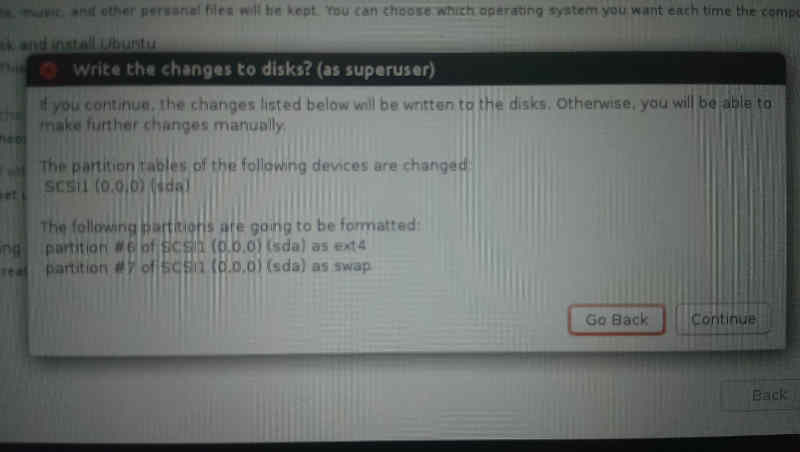 music, and other personal files will be kept. You can choose which operating system you want each time the
and install Ubuntu
Write the changes to disks? (as superuser)
If you continue, the changes listed below will be written to the disks. Otherwise, you will be able to
make further changes manually.
The partition tables of the following devices are changed:
SCSI1 (0,0,0) (sda)
The following partitions are going to be formatted:
partition #6 of SCSI1 (0,0,0) (sda) as ext4
partition #7 of SCSI1 (0,0,0) (sda) as swap
Go Back
Continue
Back